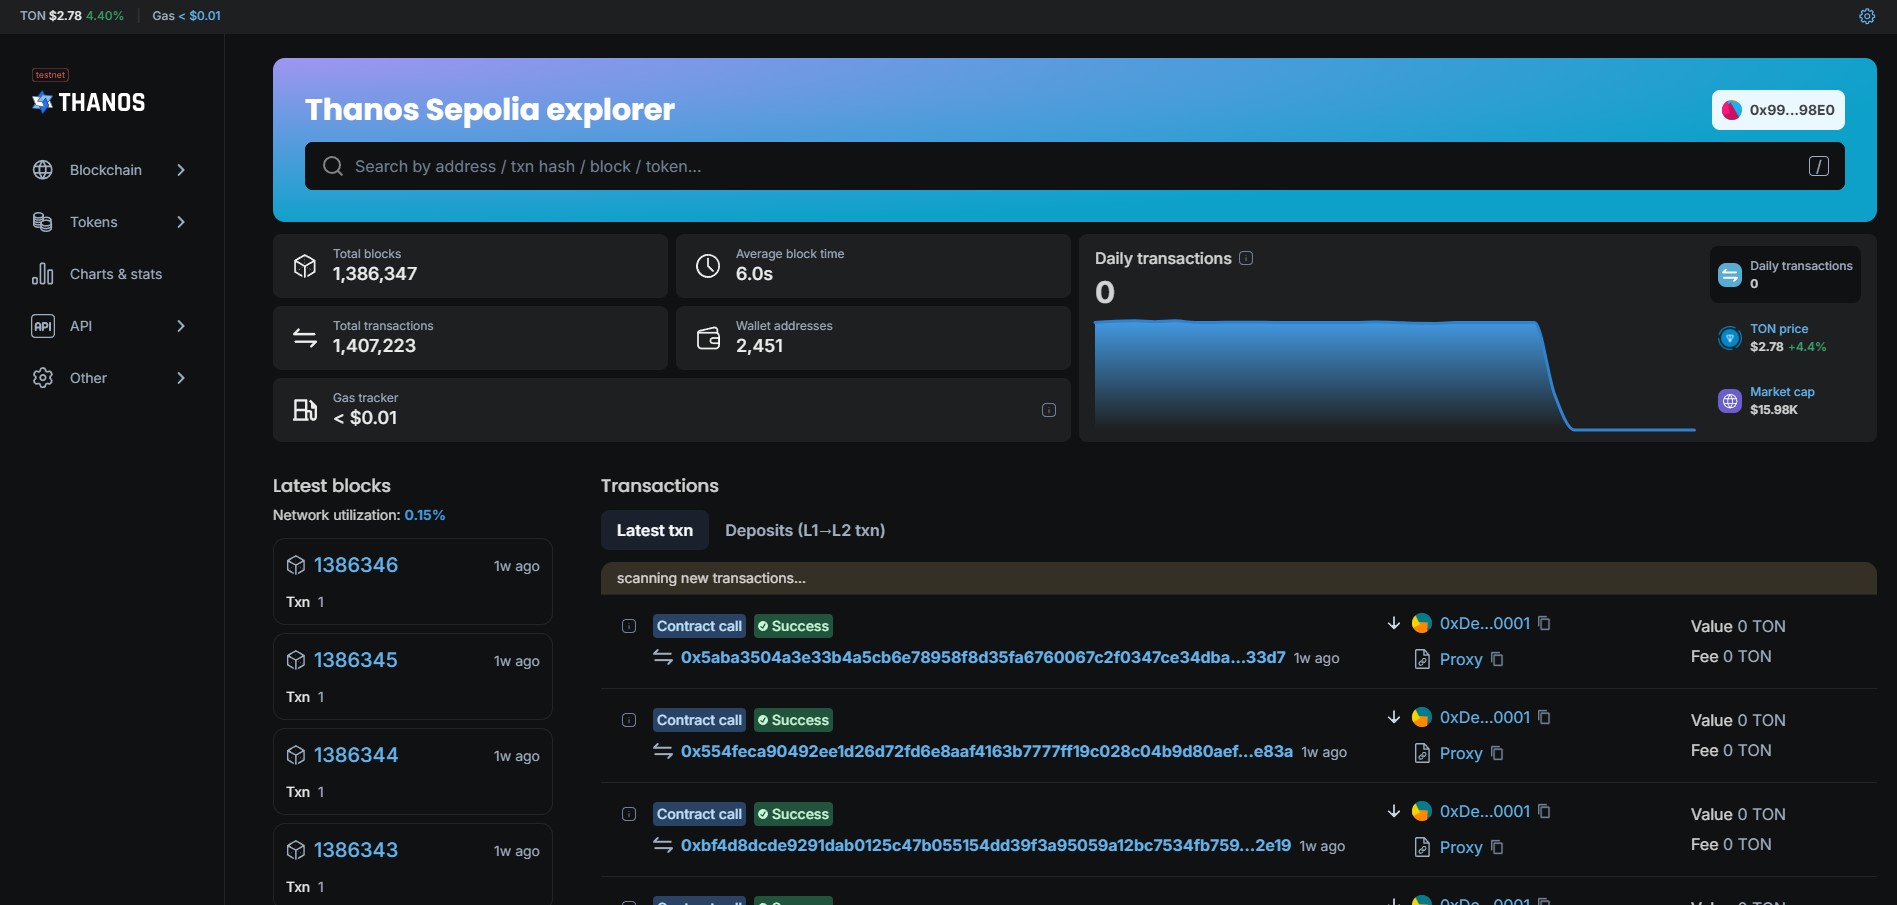 TON $2.78 4.40% Gas < $0.01
testnet
THANOS
Blockchain
Tokens
Charts & stats
API API
Other
Thanos Sepolia explorer
0x99...98E0
Search by address / txn hash / block / token... /
Total blocks
1,386,347
Average block time
6.0s
Total transactions
1,407,223
Wallet addresses
2,451
Gas tracker
< $0.01
Daily transactions
0
Daily transactions
0
TON price
$2.78 +4.4%
Market cap
$15.98K
Latest blocks
Network utilization: 0.15%
1386346 1w ago
Txn 1
1386345 1w ago
Txn 1
1386344 1w ago
Txn 1
1386343 1w ago
Txn 1
Transactions
Latest txn Deposits (L1→L2 txn)
scanning new transactions...
Contract call Success 0xDe...0001 Value 0 TON
0x5aba3504a3e33b4a5cb6e78958f8d35fa6760067c2f0347ce34dba...33d7 1w ago Proxy Fee 0 TON
Contract call Success 0xDe...0001 Value 0 TON
0x554feca90492ee1d26d72fd6e8aaf4163b7777ff19c028c04b9d80aef...e83a 1w ago Proxy Fee 0 TON
Contract call Success 0xDe...0001 Value 0 TON
0xbf4d8dcde9291dab0125c47b055154dd39f3a95059a12bc7534fb759...2e19 1w ago Proxy Fee 0 TON